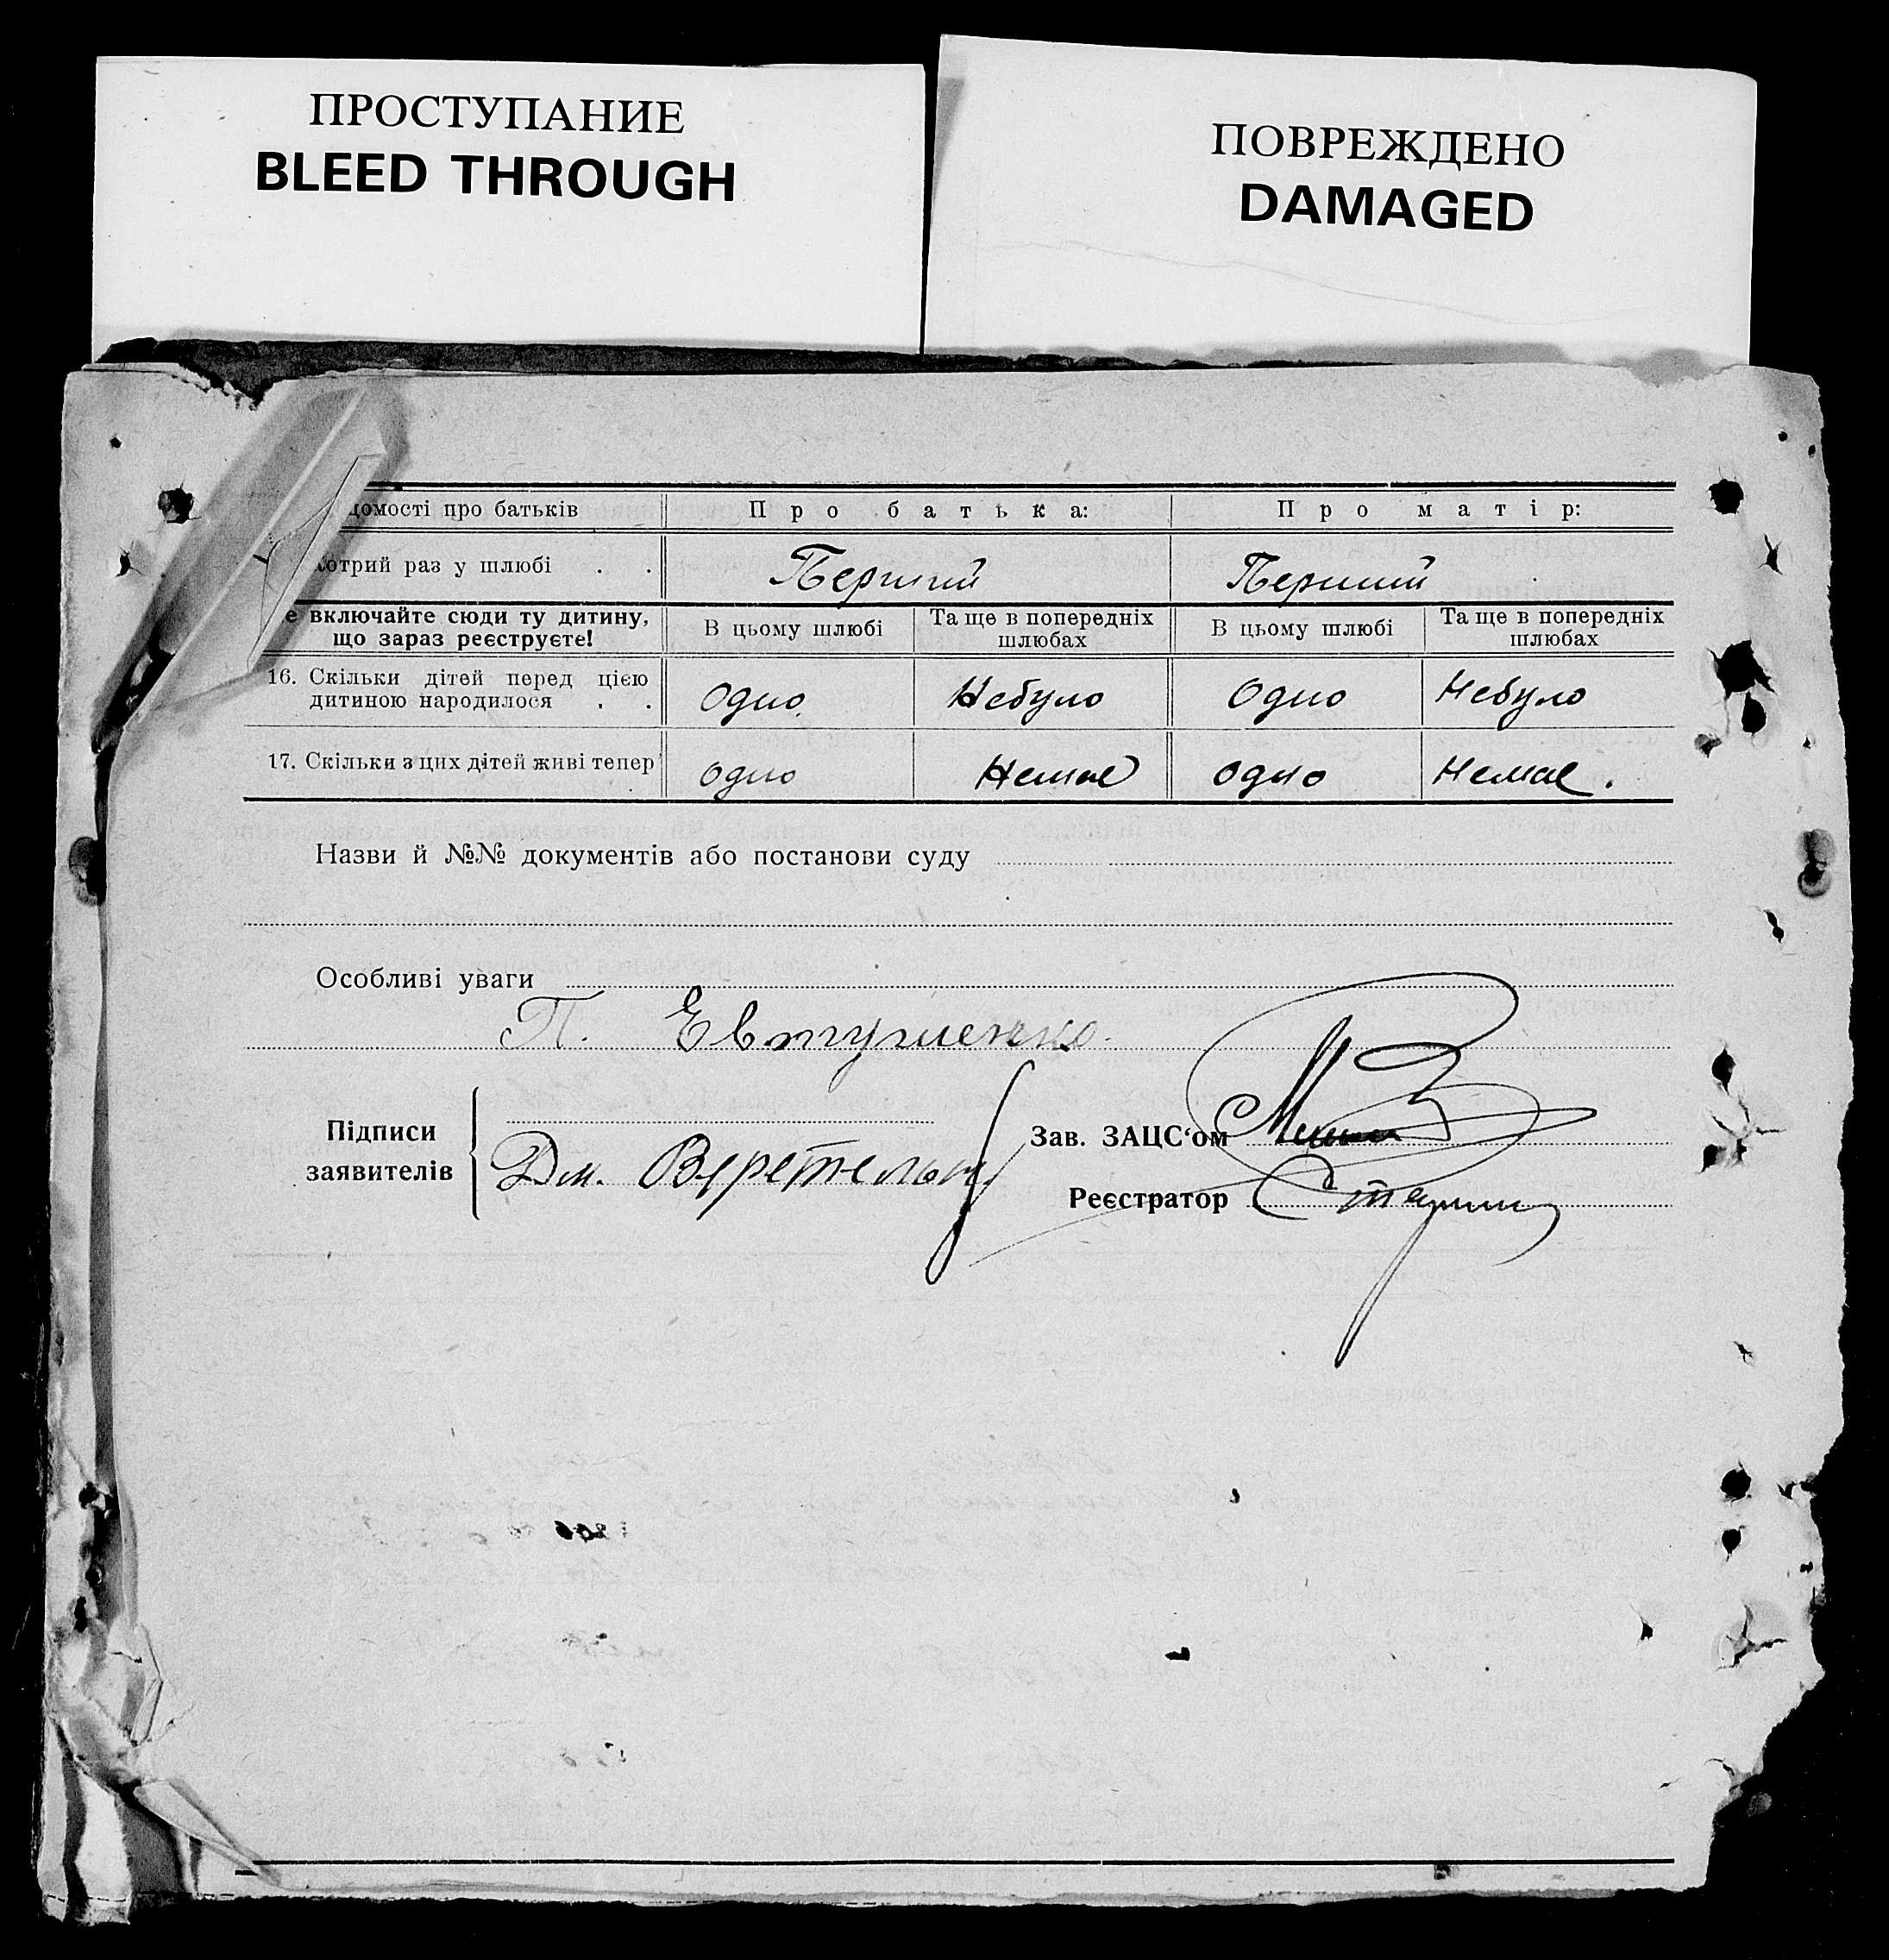 ПРОСТУПАНИЕ
BLEED THROUGH
ПОВРЕЖДЕНО
DAMAGED
домості про батьків Про батька: Про матір:
котрий раз у шлюбі . . Перший Перший
е включайте сюди ту дитину, що зараз реєструєте! В цьому шлюбі Та ще в попередніх шлюбах В цьому шлюбі Та ще в попередніх шлюбах
16. Скільки дітей перед цією дитиною народилося . . Одно Небуло Одно Небуло
17. Скільки з цих дітей живі тепер одно Немає одно Немає.
Назви й №№ документів або постанови суду
Особливі уваги
П. Евтушенко.
Підписи заявителів
Дм.
Зав. ЗАЦС‘ом
Реєстратор